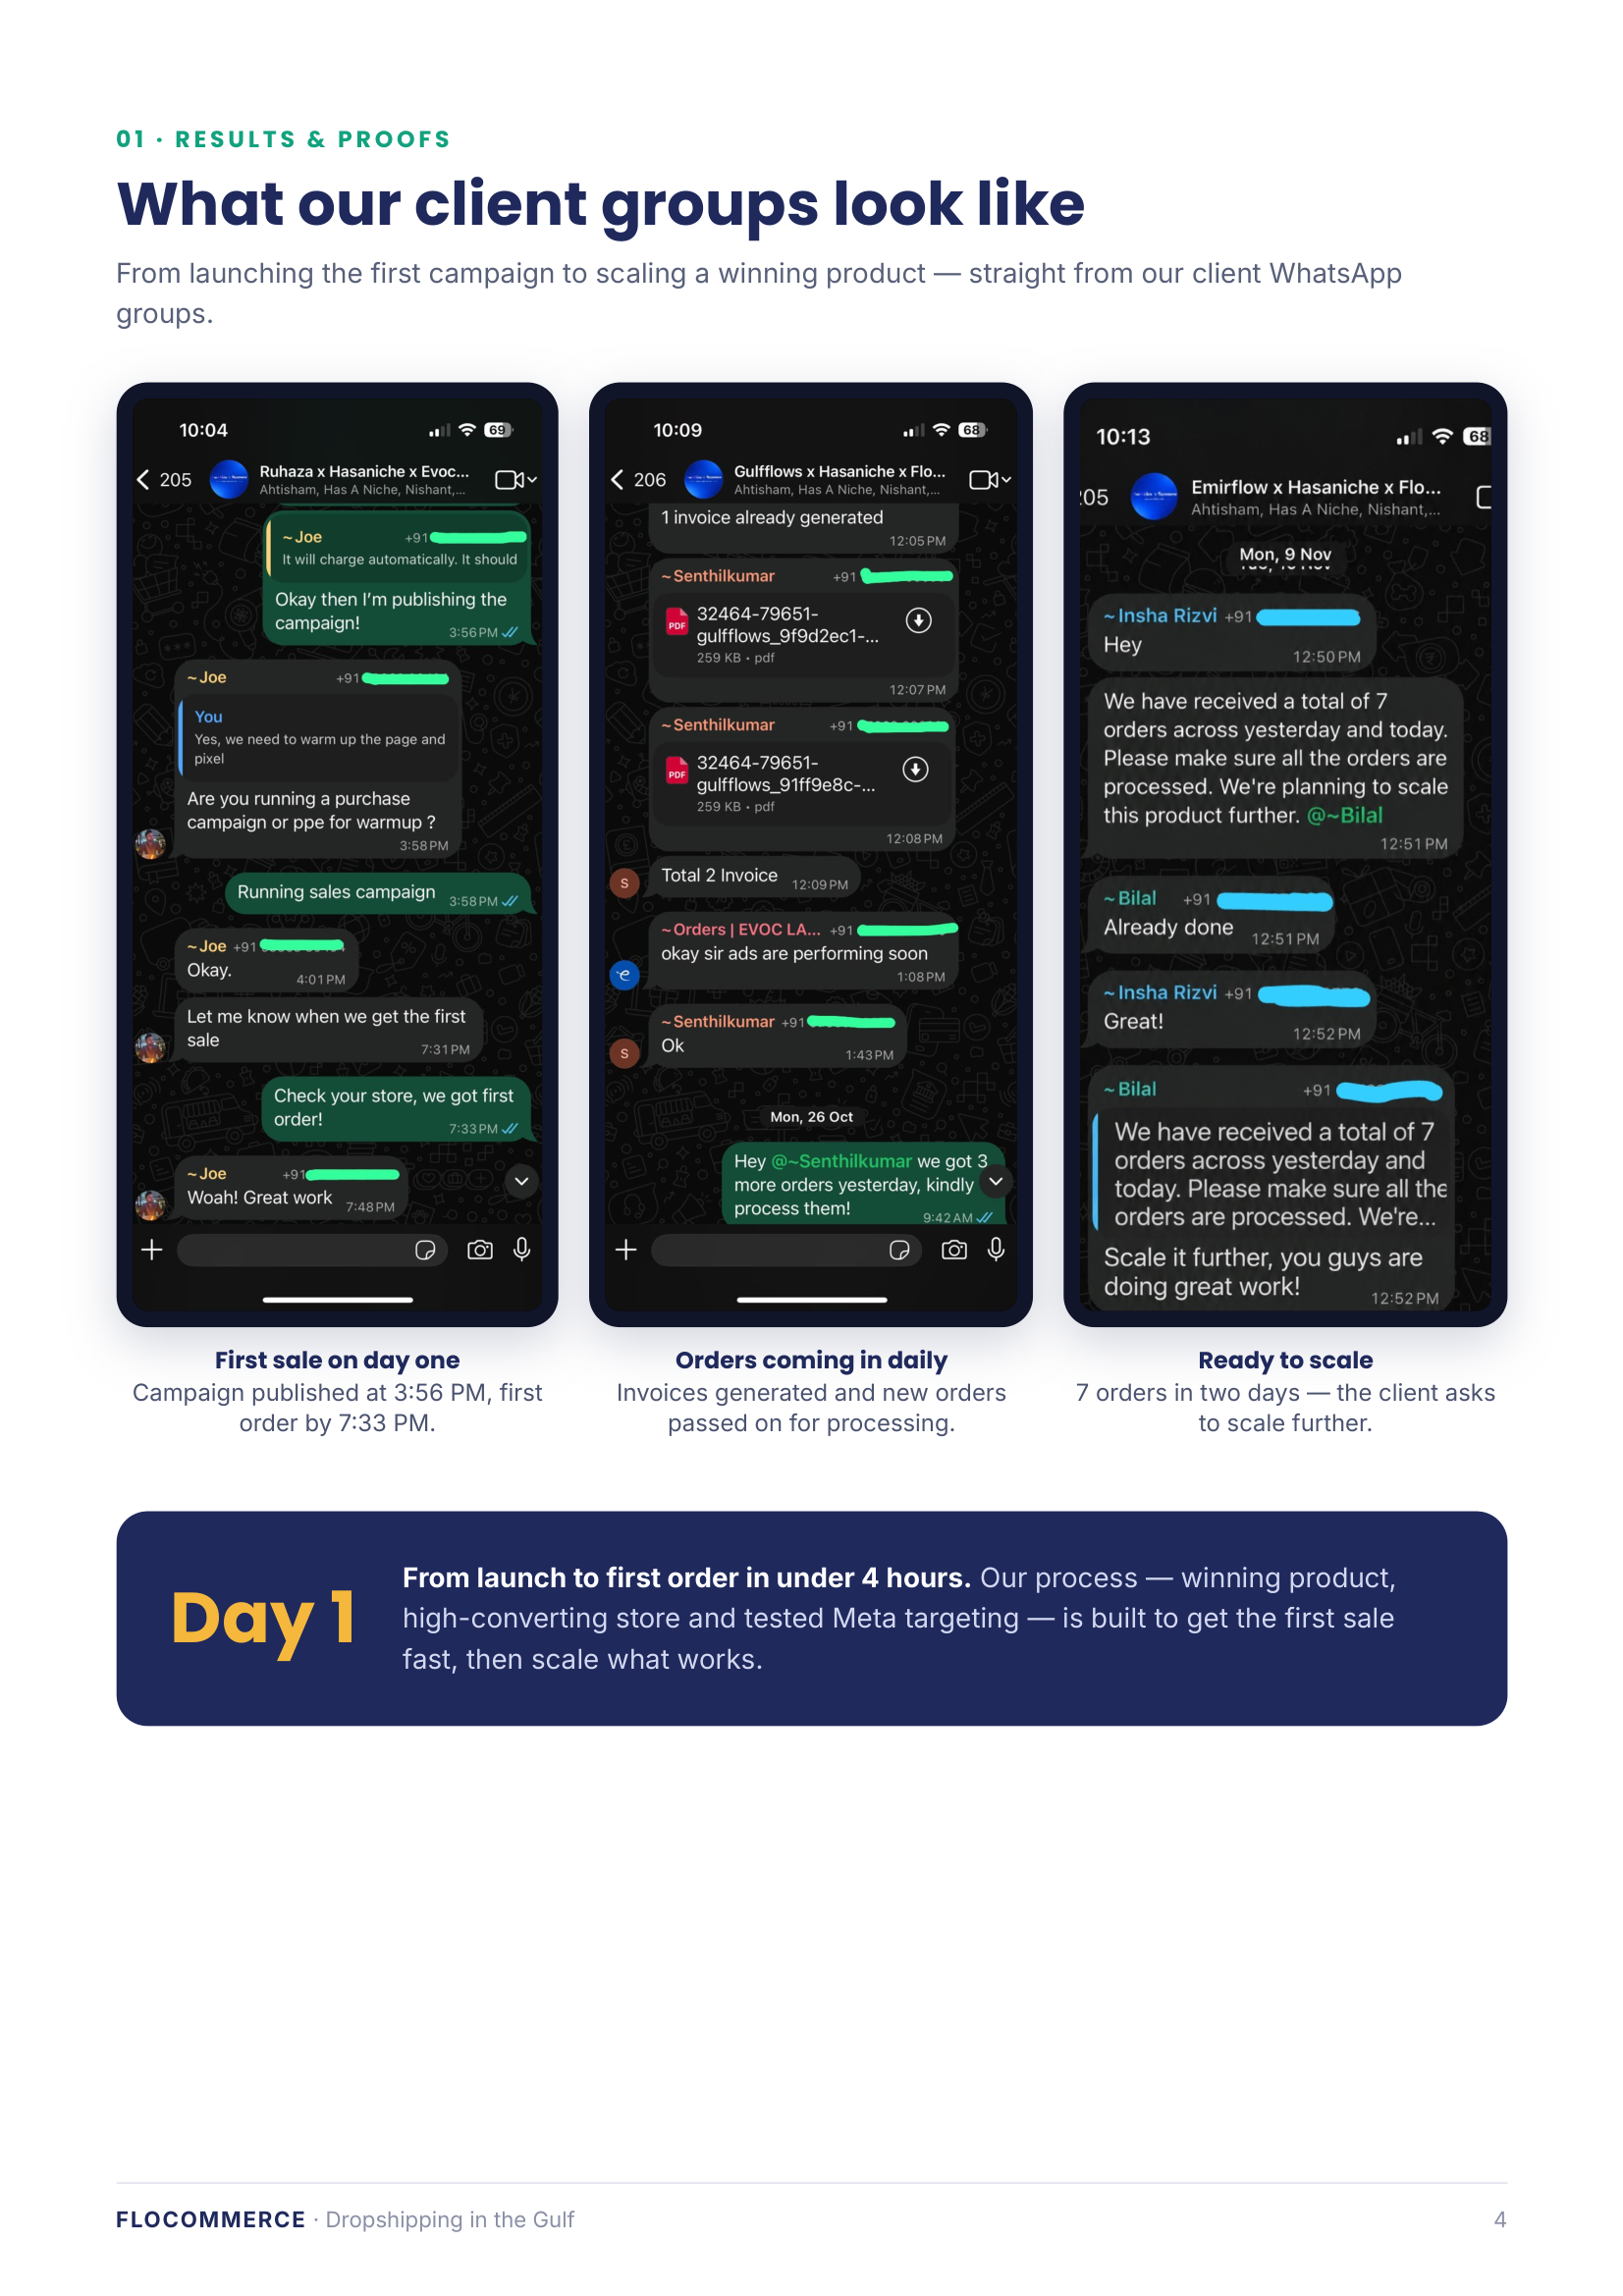 01 · RESULTS & PROOFS
What our client groups look like
From launching the first campaign to scaling a winning product — straight from our client WhatsApp
groups.
10:04
69
205
Ruhaza x Hasaniche x Evoc...
Ahtisham, Has A Niche, Nishant,...
~Joe +91
It will charge automatically. It should
Okay then I'm publishing the
campaign!
3:56 PM
~Joe +91
You
Yes, we need to warm up the page and
pixel
Are you running a purchase
campaign or ppe for warmup ?
3:58 PM
Running sales campaign 3:58 PM
~Joe +91
Okay.
4:01 PM
Let me know when we get the first
sale
7:31 PM
Check your store, we got first
order!
7:33 PM
~Joe +91
Woah! Great work 7:48 PM
First sale on day one
Campaign published at 3:56 PM, first
order by 7:33 PM.
10:09
68
206
Gulfflows x Hasaniche x Flo...
Ahtisham, Has A Niche, Nishant,...
1 invoice already generated
12:05 PM
~Senthilkumar +91
PDF
32464-79651-
gulfflows_9f9d2ec1-...
259 KB • pdf
12:07 PM
~Senthilkumar +91
PDF
32464-79651-
gulfflows_91ff9e8c-...
259 KB • pdf
12:08 PM
S
Total 2 Invoice 12:09 PM
~Orders | EVOC LA... +91
okay sir ads are performing soon
1:08 PM
~Senthilkumar +91
S
Ok
1:43 PM
Mon, 26 Oct
Hey @~Senthilkumar we got 3
more orders yesterday, kindly
process them!
9:42 AM
Orders coming in daily
Invoices generated and new orders
passed on for processing.
10:13
68
205
Emirflow x Hasaniche x Flo...
Ahtisham, Has A Niche, Nishant,...
Mon, 9 Nov
~Insha Rizvi +91
Hey
12:50 PM
We have received a total of 7
orders across yesterday and today.
Please make sure all the orders are
processed. We're planning to scale
this product further. @~Bilal
12:51 PM
~Bilal +91
Already done 12:51 PM
~Insha Rizvi +91
Great!
12:52 PM
~Bilal +91
We have received a total of 7
orders across yesterday and
today. Please make sure all the
orders are processed. We're...
Scale it further, you guys are
doing great work!
12:52 PM
Ready to scale
7 orders in two days — the client asks
to scale further.
Day 1
From launch to first order in under 4 hours. Our process — winning product,
high-converting store and tested Meta targeting — is built to get the first sale
fast, then scale what works.
FLOCOMMERCE · Dropshipping in the Gulf
4